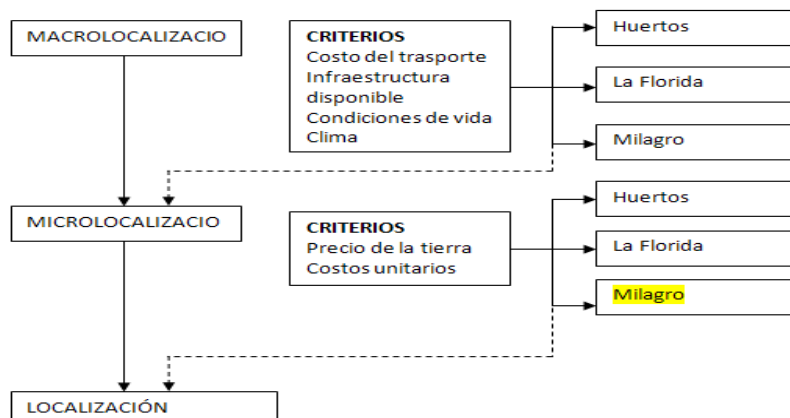 MACROLOCALIZACIO
CRITERIOS
Costo del trasporte
Infraestructura
disponible
Condiciones de vida
Clima
Huertos
La Florida
Milagro
MICROLOCALIZACIO
CRITERIOS
Precio de la tierra
Costos unitarios
Huertos
La Florida
Milagro
LOCALIZACIÓN